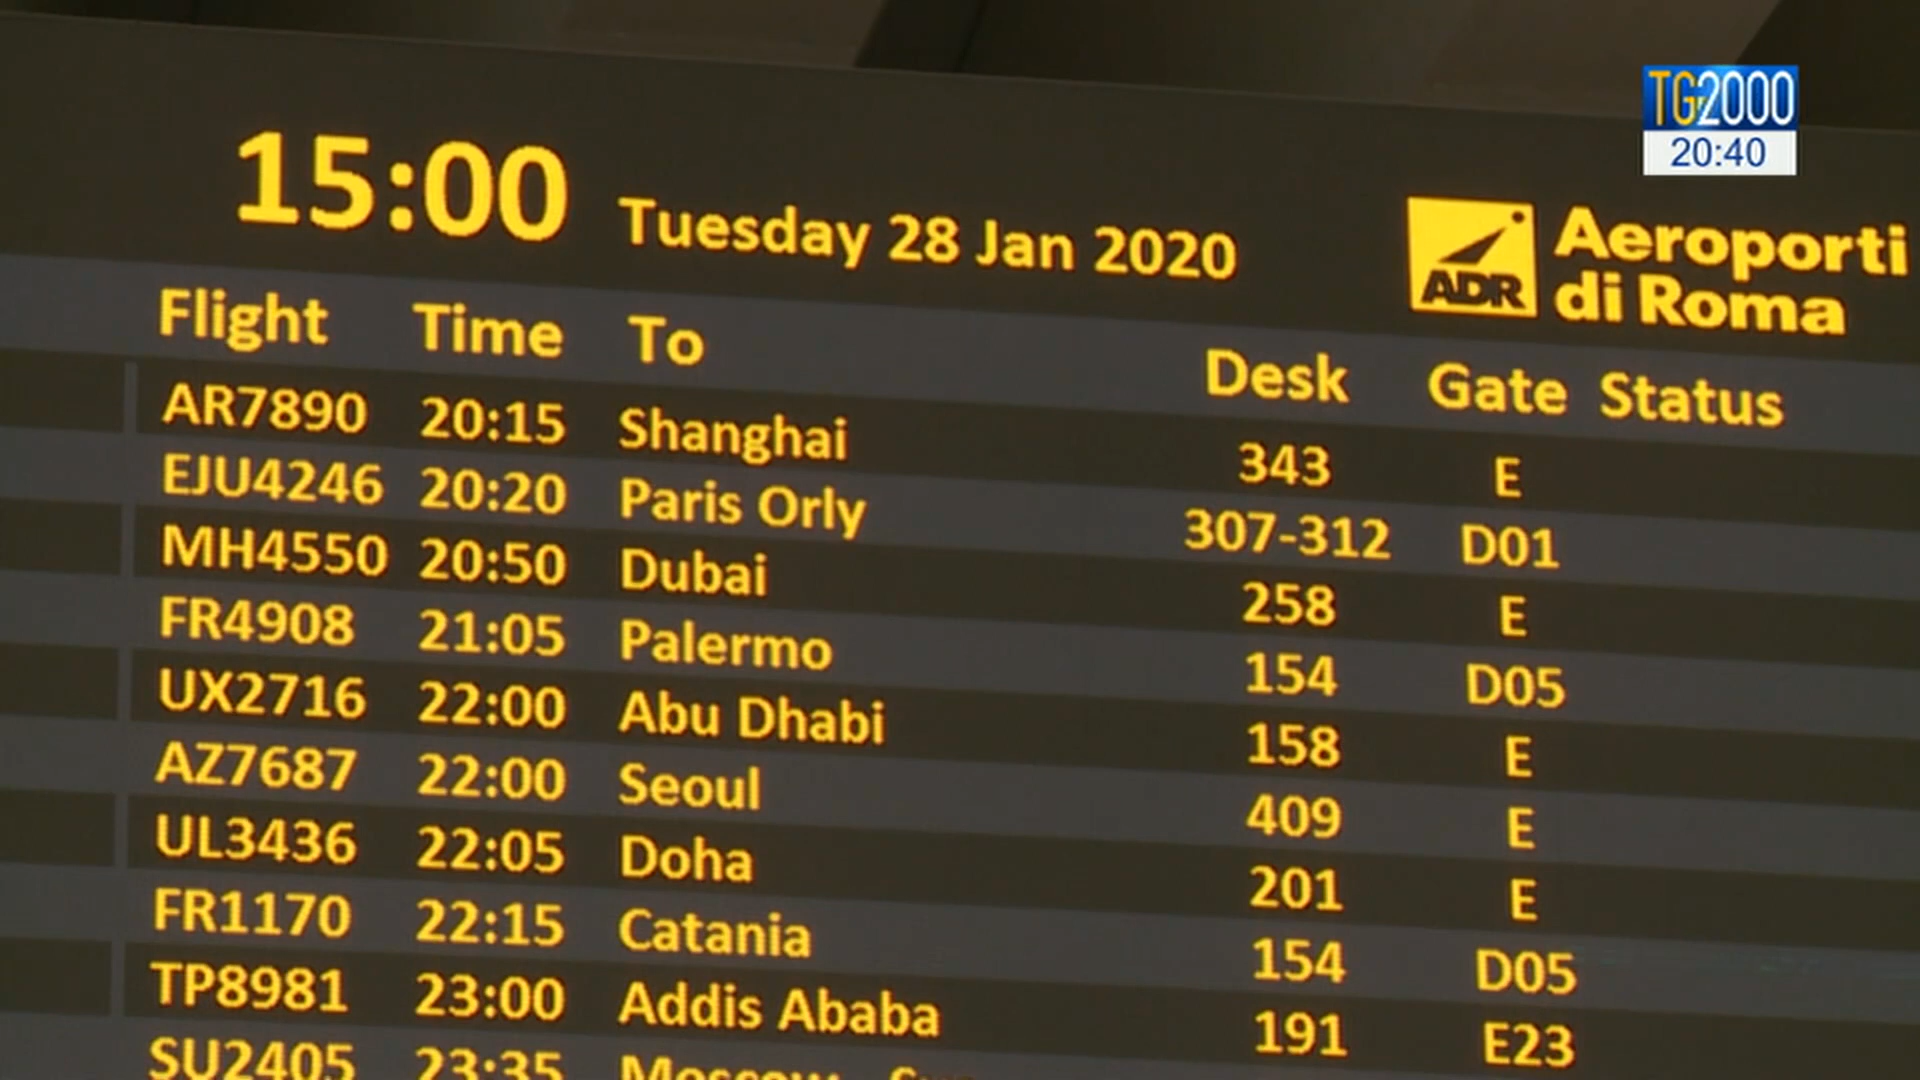 TG2000
20:40
15:00 Tuesday 28 Jan 2020
ADR Aeroporti
di Roma
Flight Time To Desk Gate Status
AR7890 20:15 Shanghai 343 E
EJU4246 20:20 Paris Orly 307-312 D01
MH4550 20:50 Dubai 258 E
FR4908 21:05 Palermo 154 D05
UX2716 22:00 Abu Dhabi 158 E
AZ7687 22:00 Seoul 409 E
UL3436 22:05 Doha 201 E
FR1170 22:15 Catania 154 D05
TP8981 23:00 Addis Ababa 191 E23
SU2405 23:35 Moscow -